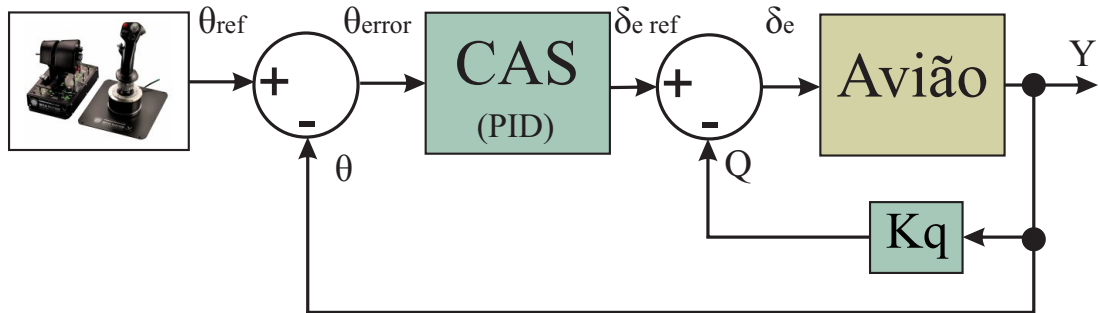 θref
θerror
δe ref
δe
Y
+
-
CAS
(PID)
+
-
Avião
θ
Q
Kq